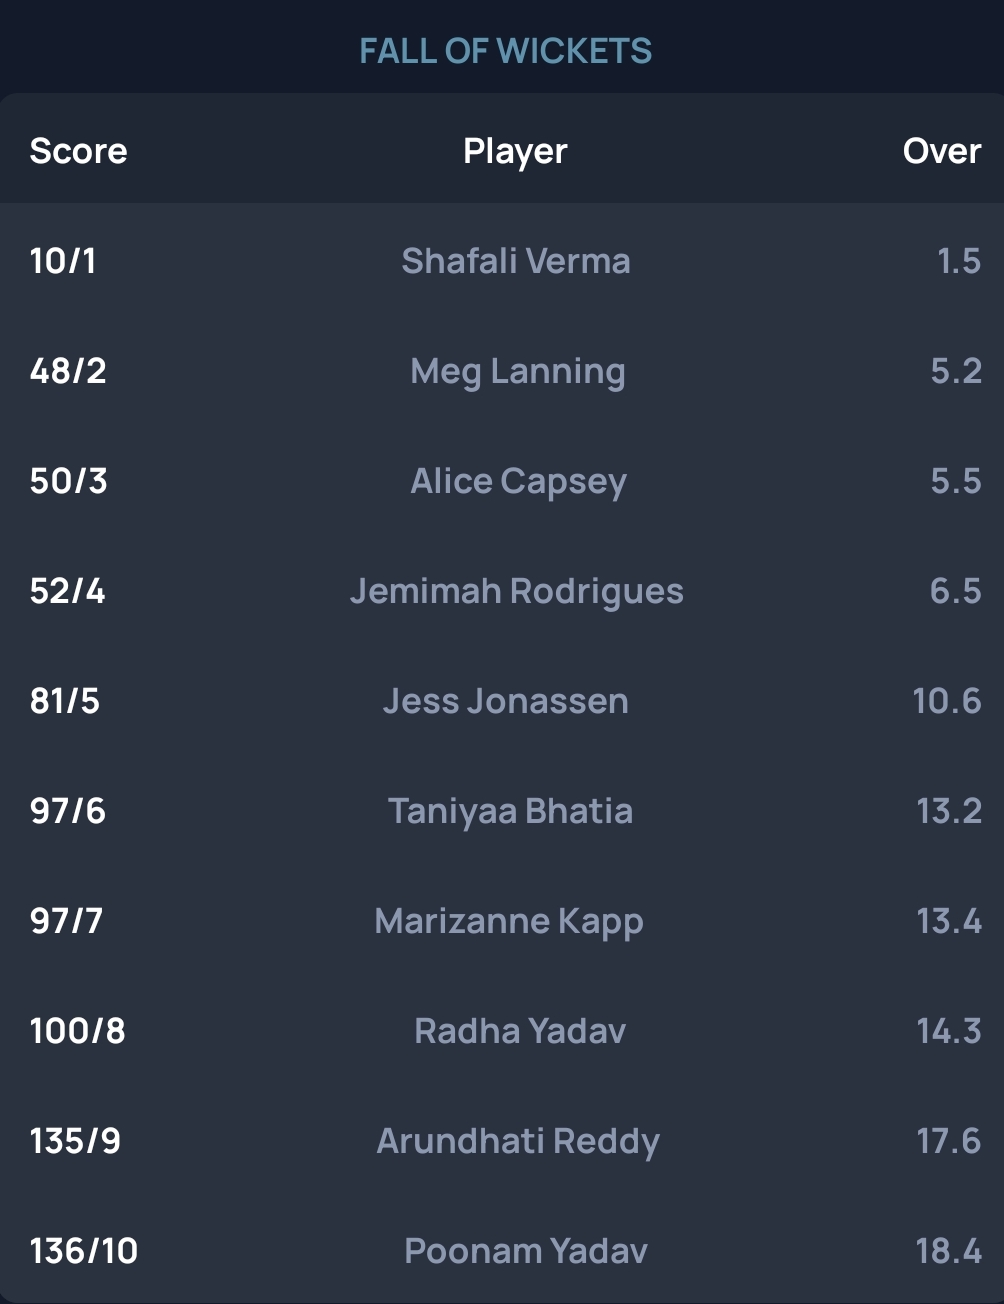 FALL OF WICKETS
Score Player Over
10/1 Shafali Verma 1.5
48/2 Meg Lanning 5.2
50/3 Alice Capsey 5.5
52/4 Jemimah Rodrigues 6.5
81/5 Jess Jonassen 10.6
97/6 Taniyaa Bhatia 13.2
97/7 Marizanne Kapp 13.4
100/8 Radha Yadav 14.3
135/9 Arundhati Reddy 17.6
136/10 Poonam Yadav 18.4